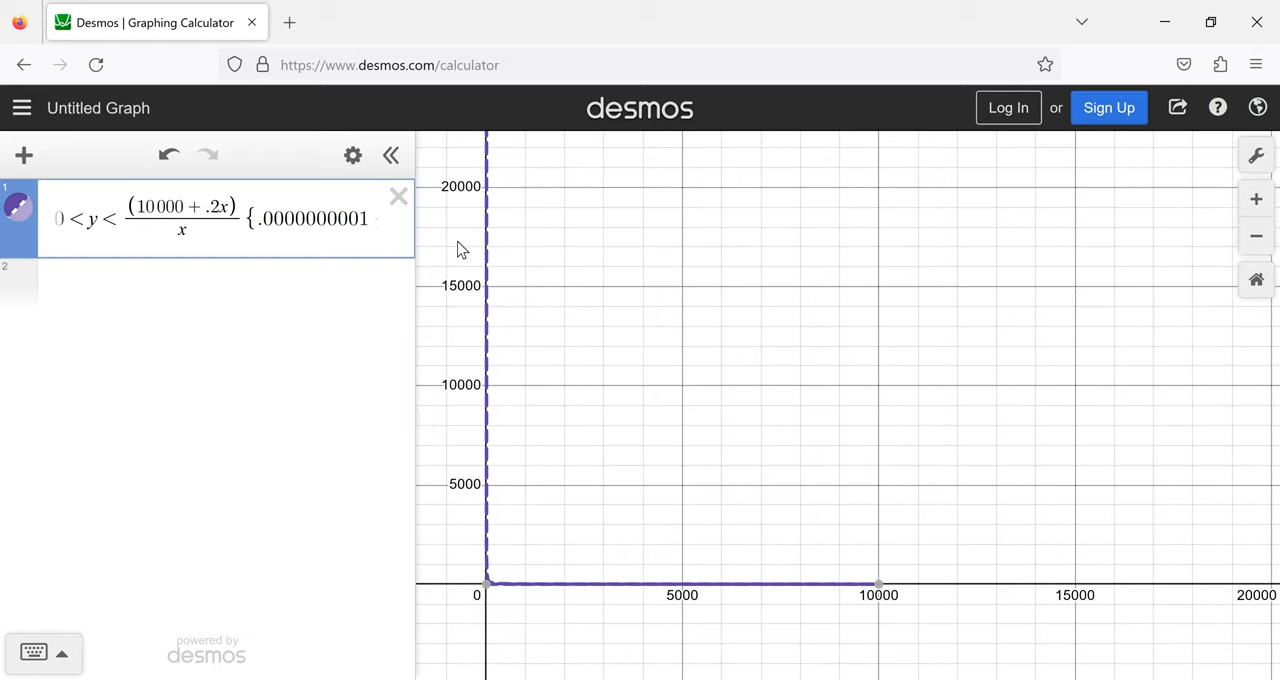 Desmos | Graphing Calculator
https://www.desmos.com/calculator
Untitled Graph
desmos
Log In or Sign Up
1
0 < y < (10000 + .2x) / x {.0000000001
2
20000
15000
10000
5000
0
5000
10000
15000
20000
powered by
desmos